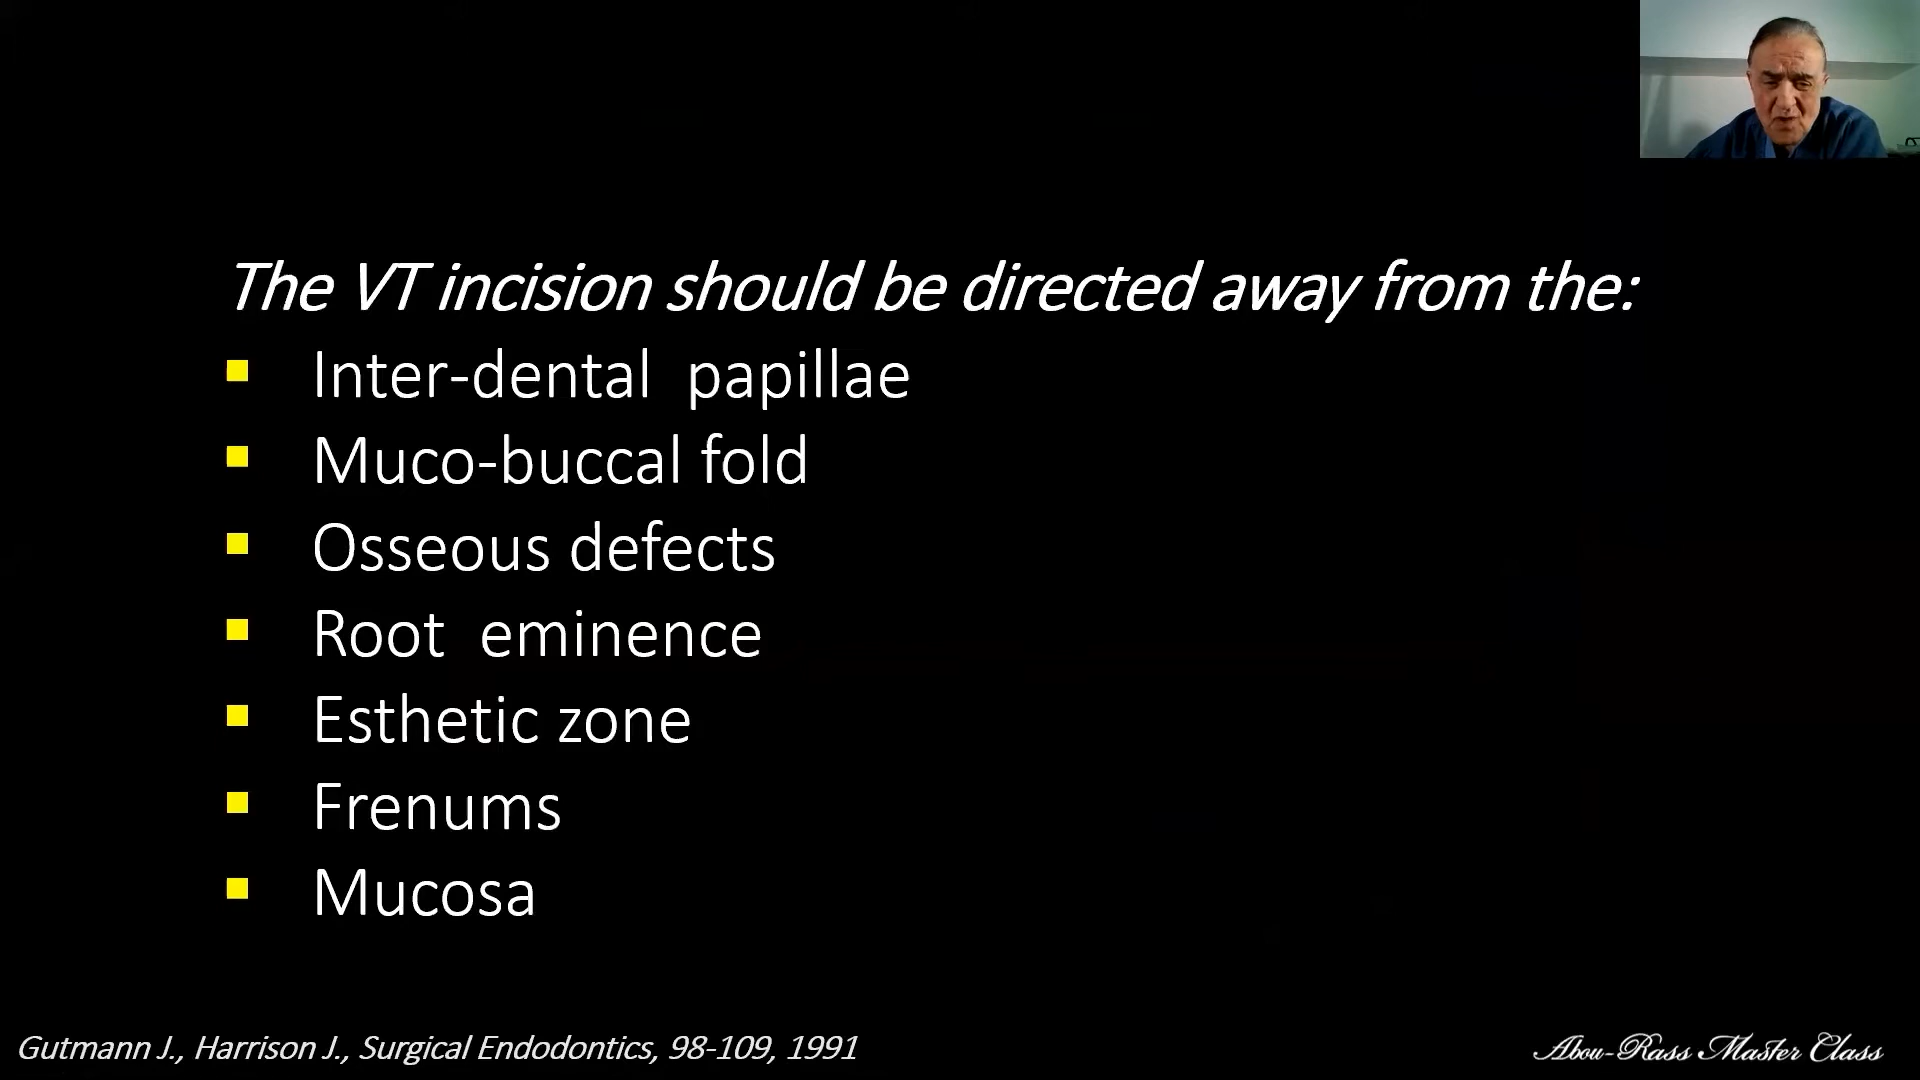 The VT incision should be directed away from the:
▪ Inter-dental papillae
▪ Muco-buccal fold
▪ Osseous defects
▪ Root eminence
▪ Esthetic zone
▪ Frenums
▪ Mucosa
Gutmann J., Harrison J., Surgical Endodontics, 98-109, 1991
Abou-Rass Master Class